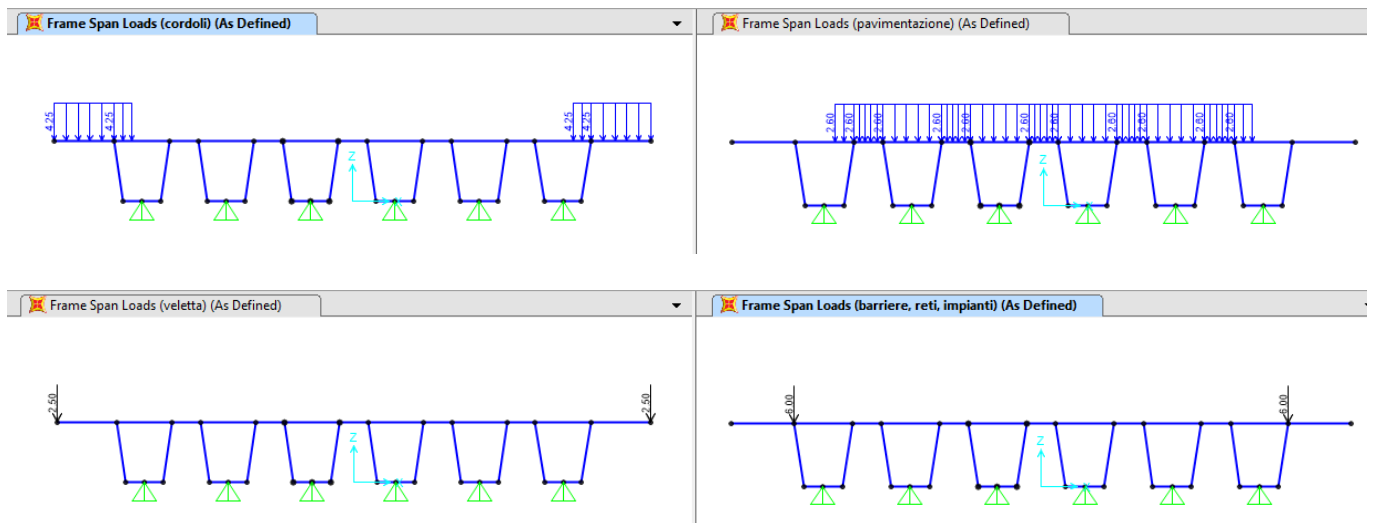 Frame Span Loads (cordoli) (As Defined)
4.25
4.25
4.25
4.25
Z
Frame Span Loads (pavimentazione) (As Defined)
2.60
2.60
2.60
2.60
2.60
2.60
2.60
2.60
2.60
2.60
2.60
Z
Frame Span Loads (veletta) (As Defined)
2.50
2.50
Z
Frame Span Loads (barriere, reti, impianti) (As Defined)
6.00
6.00
Z